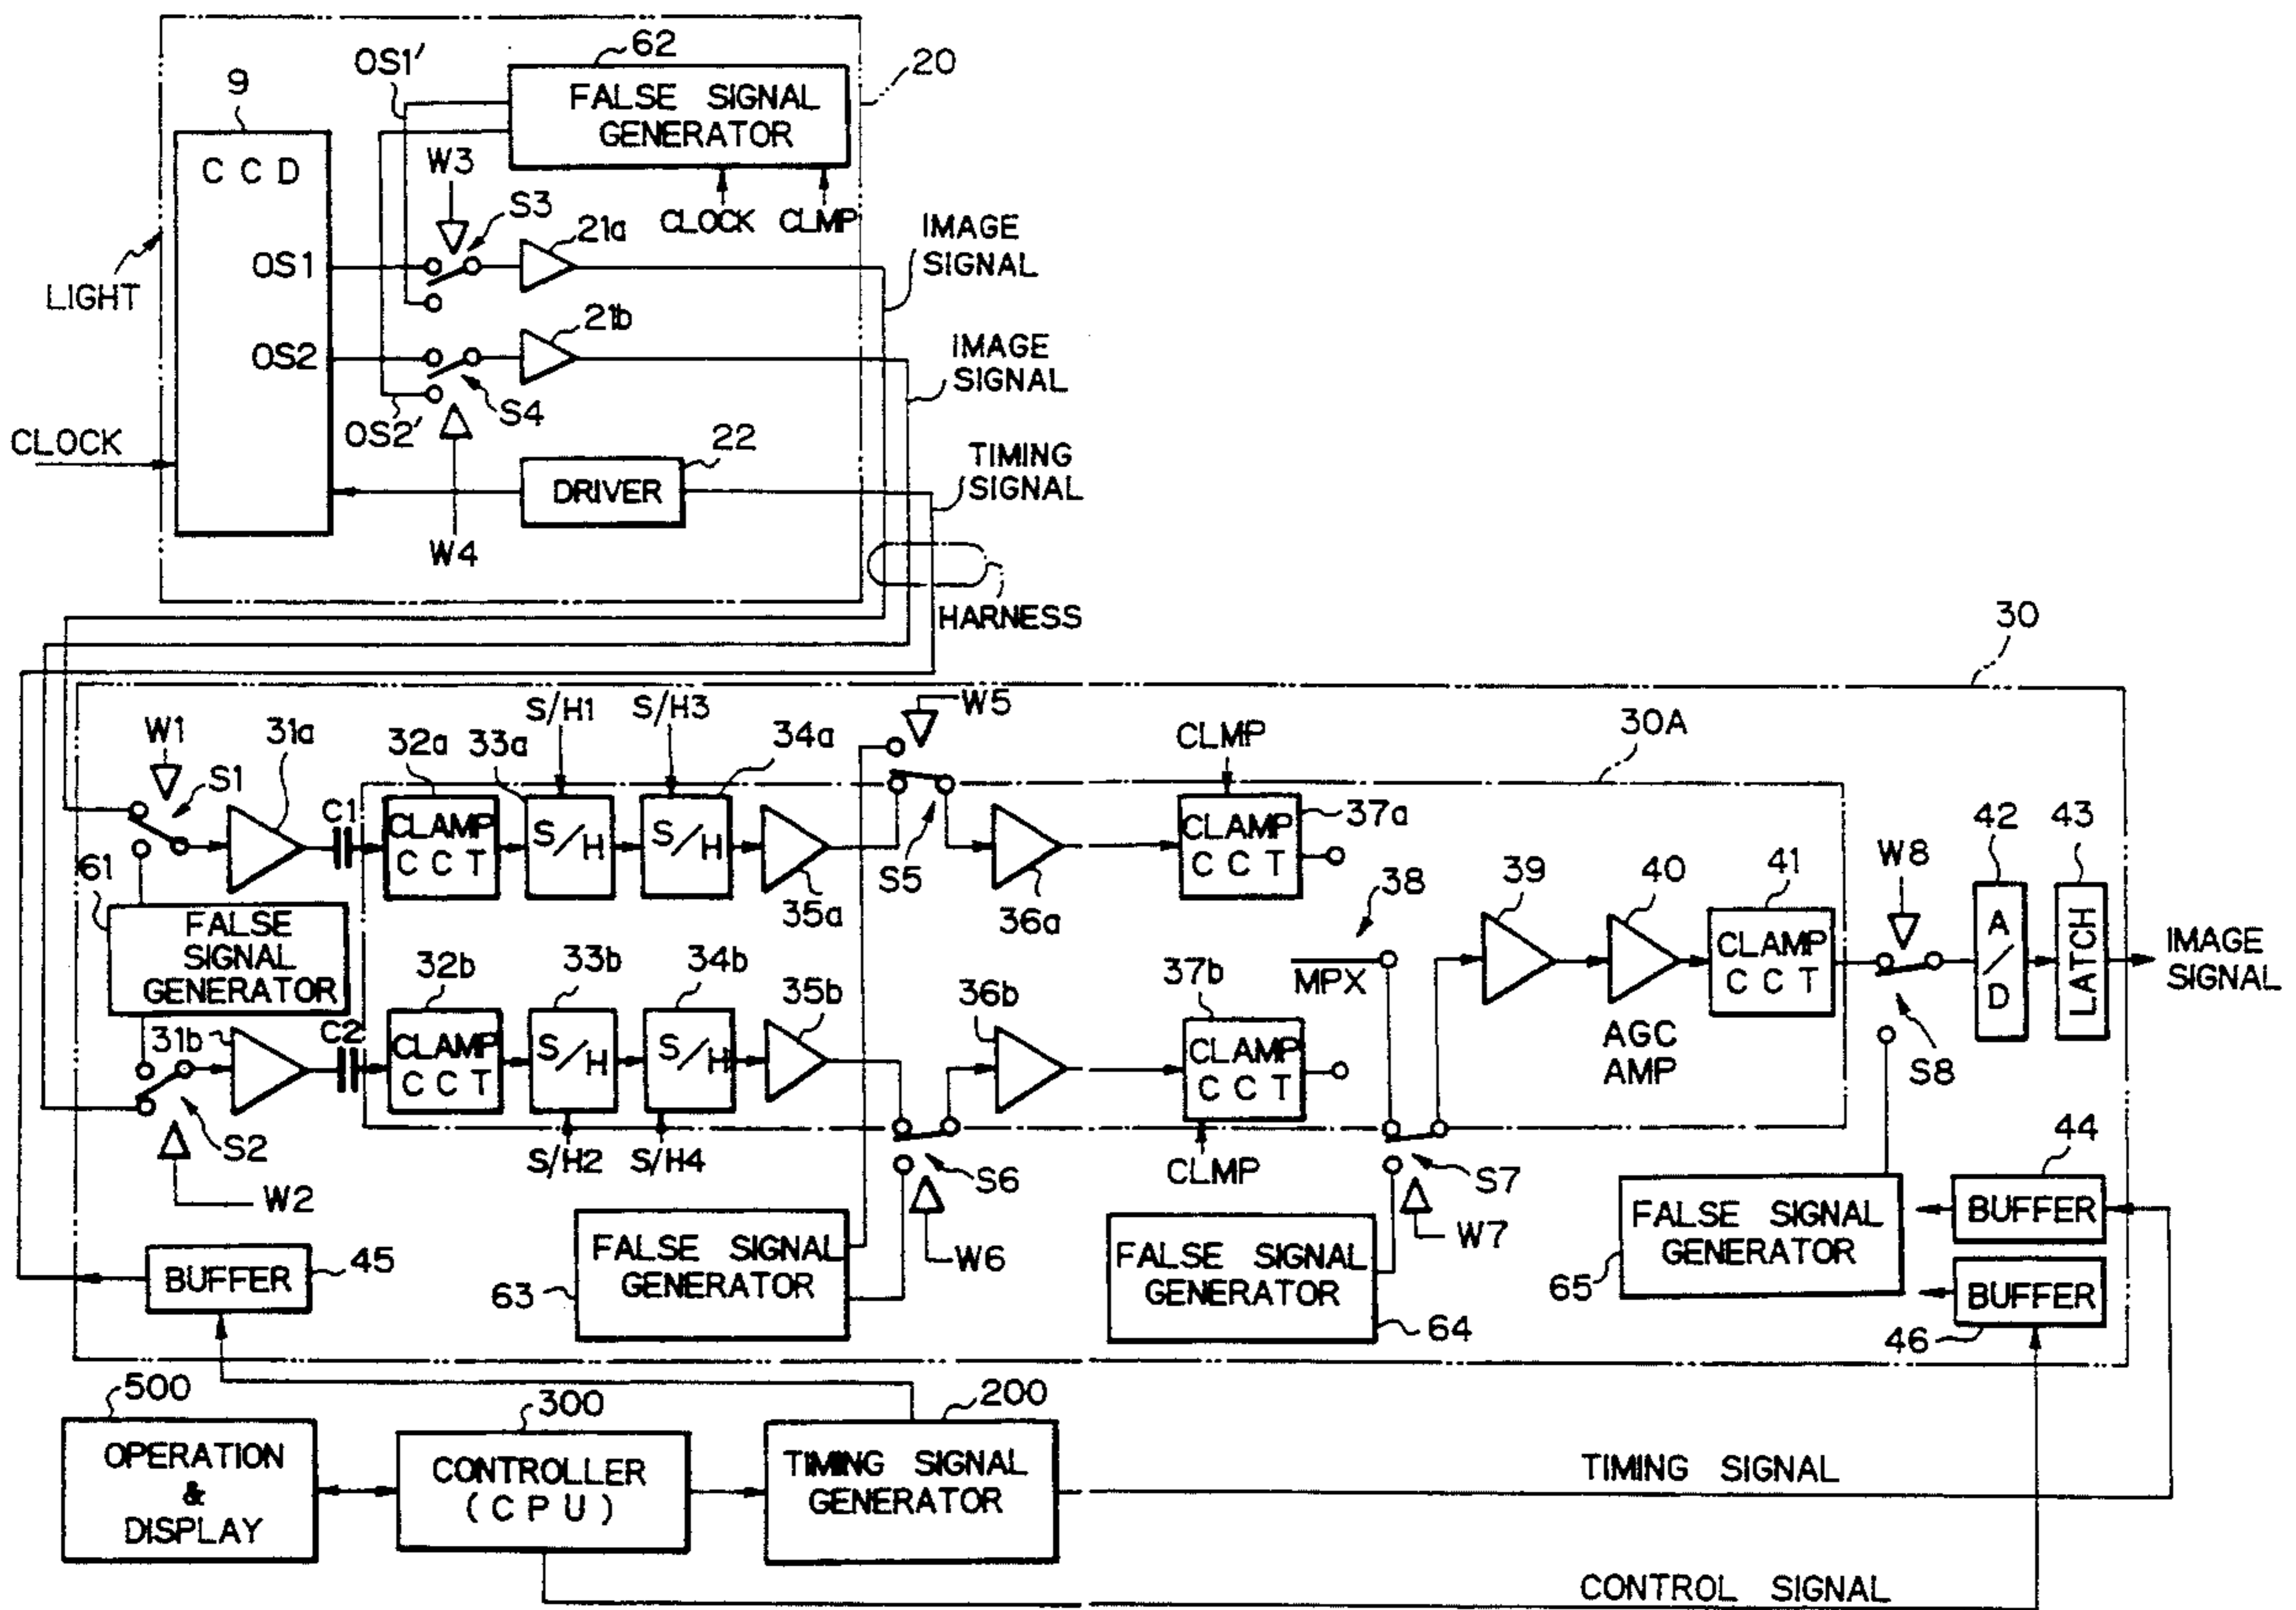 62
OS1'
20
9
FALSE SIGNAL
GENERATOR
W3
C C D
S3
CLOCK
CLMP
21a
IMAGE
SIGNAL
OS1
LIGHT
21b
OS2
IMAGE
SIGNAL
S4
OS2'
CLOCK
22
TIMING
SIGNAL
DRIVER
W4
HARNESS
30
S/H1
S/H3
W5
W1
31a
32a
33a
34a
CLMP
30A
S1
C1
CLAMP
C C T
S/H
S/H
CLAMP
C C T
37a
42
43
S5
W8
61
35a
36a
38
39
40
41
FALSE
SIGNAL
GENERATOR
32b
33b
34b
35b
36b
37b
MPX
CLAMP
C C T
A/D
LATCH
IMAGE
SIGNAL
31b
C2
CLAMP
C C T
S/H
S/H
CLAMP
C C T
AGC
AMP
S8
S2
S/H2
S/H4
S6
CLMP
S7
44
W2
FALSE SIGNAL
GENERATOR
W6
FALSE SIGNAL
GENERATOR
W7
FALSE SIGNAL
GENERATOR
BUFFER
BUFFER
45
63
64
65
BUFFER
46
500
300
200
OPERATION
&
DISPLAY
CONTROLLER
(CPU)
TIMING SIGNAL
GENERATOR
TIMING SIGNAL
CONTROL SIGNAL